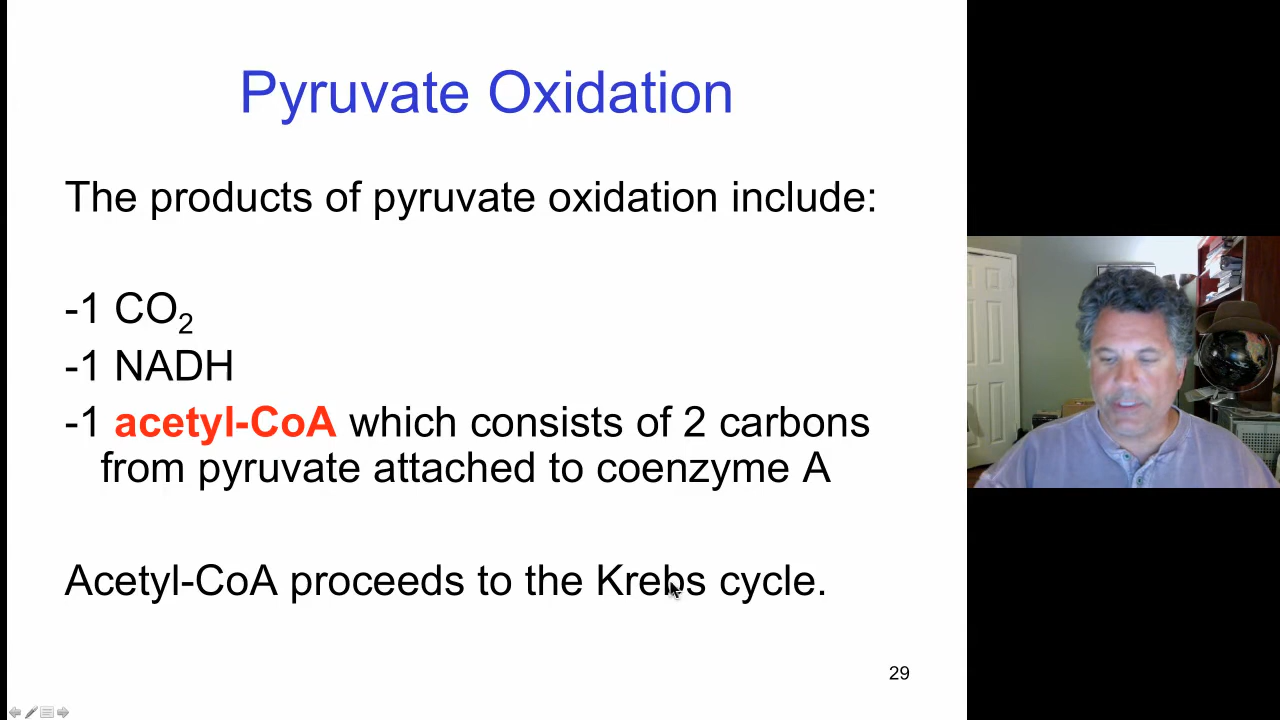 Pyruvate Oxidation
The products of pyruvate oxidation include:
-1 CO₂
-1 NADH
-1 acetyl-CoA which consists of 2 carbons
from pyruvate attached to coenzyme A
Acetyl-CoA proceeds to the Krebs cycle.
29